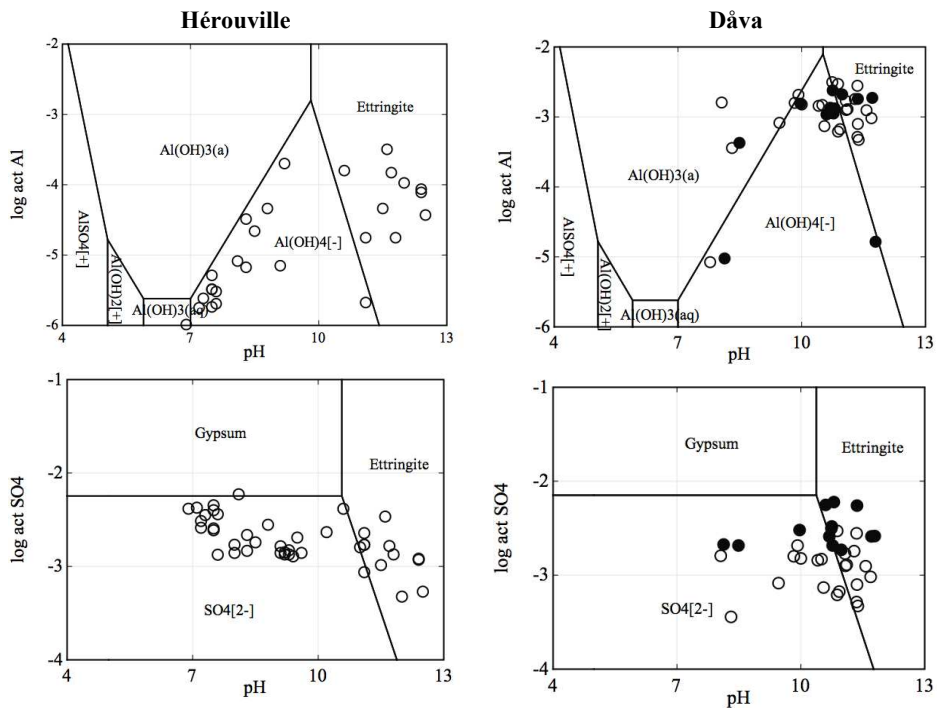 Hérouville
Dåva
-2
-3
-4
-5
-6
log act Al
Al(OH)3(a)
Ettringite
AlSO4[+]
Al(OH)2[+]
Al(OH)3(aq)
Al(OH)4[-]
4
7
10
13
pH
-2
-3
-4
-5
-6
log act Al
Al(OH)3(a)
Ettringite
AlSO4[+]
Al(OH)2[+]
Al(OH)3(aq)
Al(OH)4[-]
4
7
10
13
pH
-1
-2
-3
-4
log act SO4
Gypsum
Ettringite
SO4[2-]
4
7
10
13
pH
-1
-2
-3
-4
log act SO4
Gypsum
Ettringite
SO4[2-]
4
7
10
13
pH